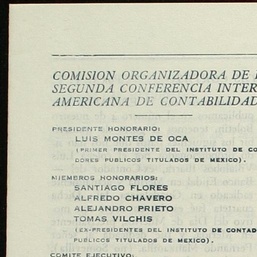 COMISION ORGANIZADORA DE
SEGUNDA CONFERENCIA INTER
AMERICANA DE CONTABILIDAD
PRESIDENTE HONORARIO:
LUIS MONTES DE OCA
(PRIMER PRESIDENTE DEL INSTITUTO DE CO
DORES PUBLICOS TITULADOS DE MEXICO).
MIEMBROS HONORARIOS:
SANTIAGO FLORES
ALFREDO CHAVERO
ALEJANDRO PRIETO
TOMAS VILCHIS
(EX-PRESIDENTES DEL INSTITUTO DE CONTAD
PUBLICOS TITULADOS DE MEXICO).
COMITE EJECUTIVO: